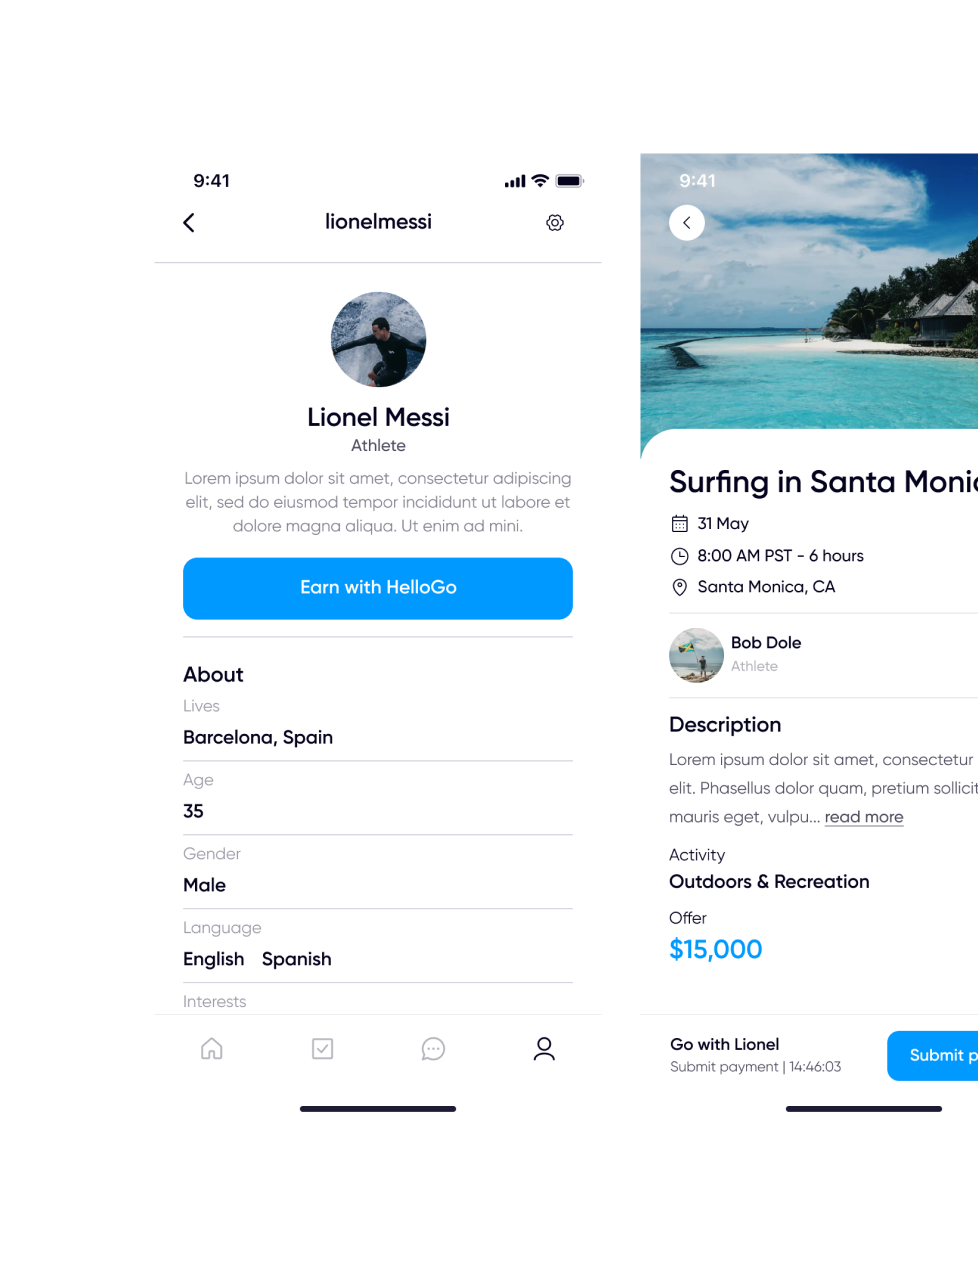 9:41
lionelmessi
Lionel Messi
Athlete
Lorem ipsum dolor sit amet, consectetur adipiscing
elit, sed do eiusmod tempor incididunt ut labore et
dolore magna aliqua. Ut enim ad mini.
Earn with HelloGo
About
Lives
Barcelona, Spain
Age
35
Gender
Male
Language
English Spanish
Interests
9:41
Surfing in Santa Monic
31 May
8:00 AM PST - 6 hours
Santa Monica, CA
Bob Dole
Athlete
Description
Lorem ipsum dolor sit amet, consectetur
elit. Phasellus dolor quam, pretium sollicit
mauris eget, vulpu... read more
Activity
Outdoors & Recreation
Offer
$15,000
Go with Lionel
Submit payment | 14:46:03
Submit p